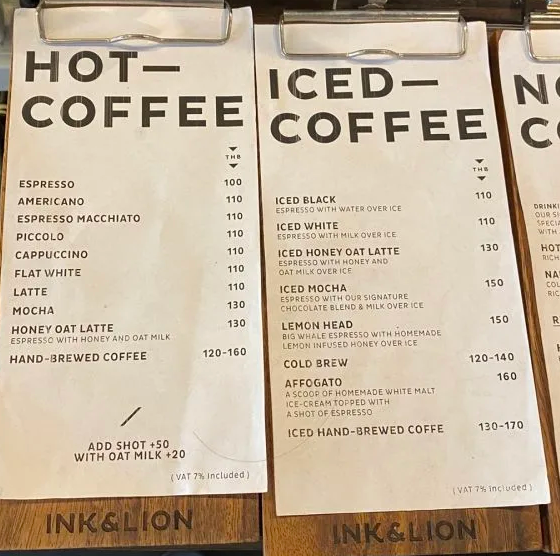 HOT—
COFFEE
THB
ESPRESSO 100
AMERICANO 110
ESPRESSO MACCHIATO 110
PICCOLO 110
CAPPUCCINO 110
FLAT WHITE 110
LATTE 110
MOCHA 130
HONEY OAT LATTE 130
ESPRESSO WITH HONEY AND OAT MILK
HAND-BREWED COFFEE 120-160
ADD SHOT +50
WITH OAT MILK +20
( VAT 7% Included )
INK&LION
ICED—
COFFEE
THB
ICED BLACK 110
ESPRESSO WITH WATER OVER ICE
ICED WHITE 110
ESPRESSO WITH MILK OVER ICE
ICED HONEY OAT LATTE 130
ESPRESSO WITH HONEY AND
OAT MILK OVER ICE
ICED MOCHA 150
ESPRESSO WITH OUR SIGNATURE
CHOCOLATE BLEND & MILK OVER ICE
LEMON HEAD 150
BIG WHALE ESPRESSO WITH HOMEMADE
LEMON INFUSED HONEY OVER ICE
COLD BREW 120-140
AFFOGATO 160
A SCOOP OF HOMEMADE WHITE MALT
ICE-CREAM TOPPED WITH
A SHOT OF ESPRESSO
ICED HAND-BREWED COFFE 130-170
( VAT 7% Included )
INK&LION